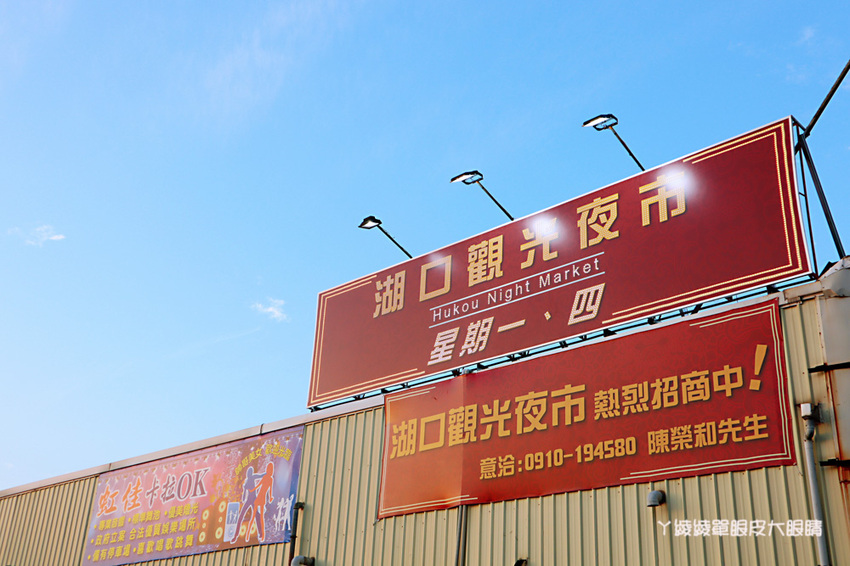 湖口觀光夜市
Hukou Night Market
星期一、四
湖口觀光夜市 熱烈招商中!
意洽:0910-194580 陳榮和先生
虹佳卡拉OK
ㄚ綾綾單眼皮大眼睛